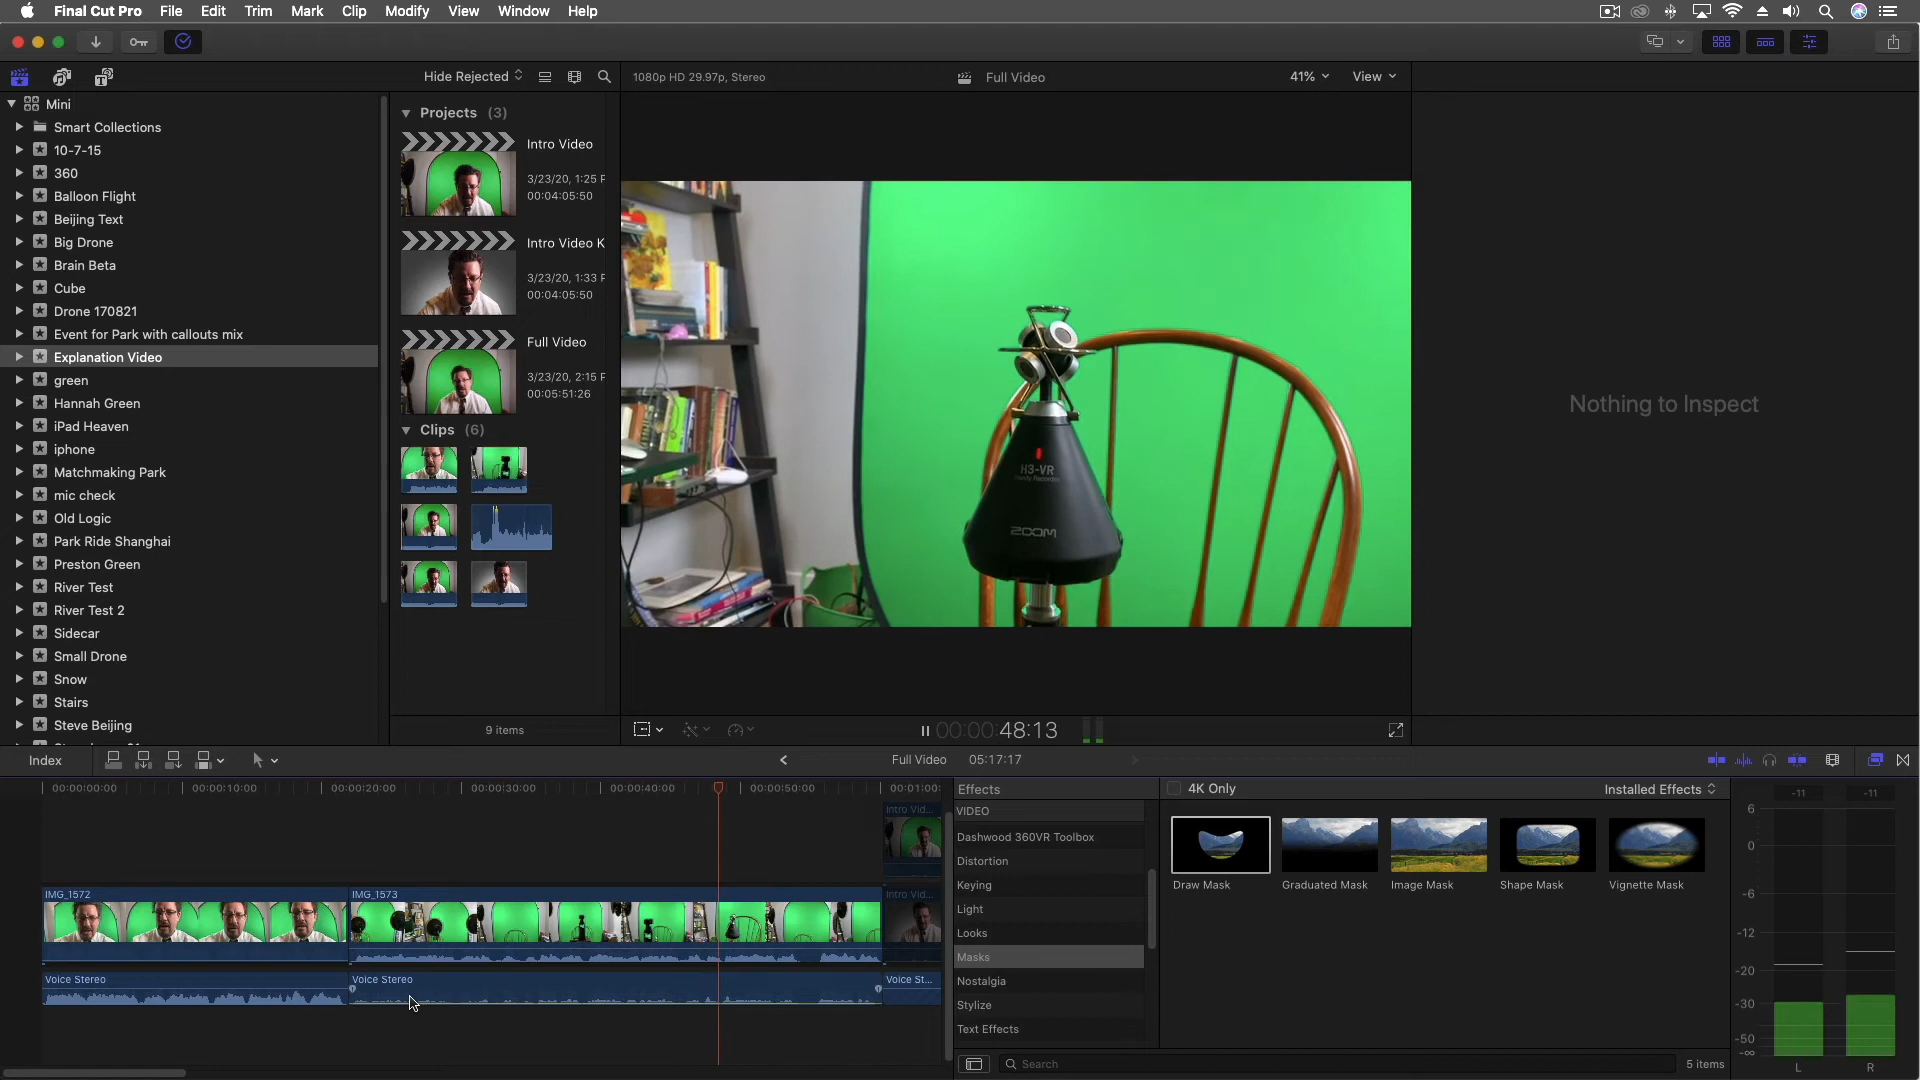 Final Cut Pro File Edit Trim Mark Clip Modify View Window Help
Hide Rejected
1080p HD 29.97p, Stereo
Full Video
41%
View
Mini
Smart Collections
10-7-15
360
Balloon Flight
Beijing Text
Big Drone
Brain Beta
Cube
Drone 170821
Event for Park with callouts mix
Explanation Video
green
Hannah Green
iPad Heaven
iphone
Matchmaking Park
mic check
Old Logic
Park Ride Shanghai
Preston Green
River Test
River Test 2
Sidecar
Small Drone
Snow
Stairs
Steve Beijing
Projects (3)
Intro Video
3/23/20, 1:25 P
00:04:05:50
Intro Video K
3/23/20, 1:33 P
00:04:05:50
Full Video
3/23/20, 2:15 P
00:05:51:26
Clips (6)
9 items
H3-VR
Handy Recorder
ZOOM
Nothing to Inspect
00:00:48:13
Index
Full Video
05:17:17
00:00:00:00
00:00:10:00
00:00:20:00
00:00:30:00
00:00:40:00
00:00:50:00
00:01:00:
Intro Vid...
IMG_1572
IMG_1573
Intro Vid...
Voice Stereo
Voice Stereo
Voice St...
Effects
VIDEO
Dashwood 360VR Toolbox
Distortion
Keying
Light
Looks
Masks
Nostalgia
Stylize
Text Effects
4K Only
Installed Effects
Draw Mask
Graduated Mask
Image Mask
Shape Mask
Vignette Mask
Search
5 items
-11 -11
6
0
-6
-12
-20
-30
-50
-∞
L R